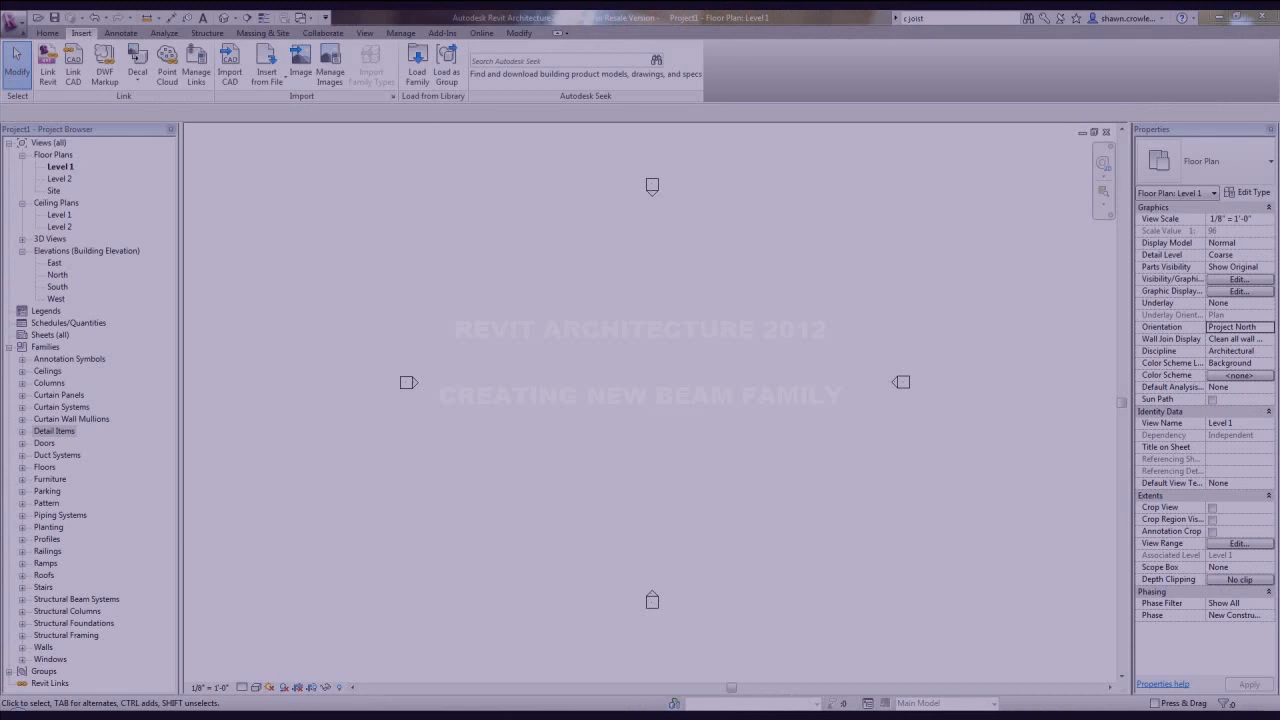 Autodesk Revit Architecture
or Resale Version - Project1 - Floor Plan: Level 1
c joist
shawn.crowle...
Home Insert Annotate Analyze Structure Massing & Site Collaborate View Manage Add-Ins Online Modify
Modify
Link Revit
Link CAD
DWF Markup
Decal
Point Cloud
Manage Links
Import CAD
Insert from File
Image
Manage Images
Import Family Types
Load Family
Load as Group
Search Autodesk Seek
Find and download building product models, drawings, and specs
Select Link Import Load from Library Autodesk Seek
Project1 - Project Browser
Views (all)
Floor Plans
Level 1
Level 2
Site
Ceiling Plans
Level 1
Level 2
3D Views
Elevations (Building Elevation)
East
North
South
West
Legends
Schedules/Quantities
Sheets (all)
Families
Annotation Symbols
Ceilings
Columns
Curtain Panels
Curtain Systems
Curtain Wall Mullions
Detail Items
Doors
Duct Systems
Floors
Furniture
Parking
Pattern
Piping Systems
Planting
Profiles
Railings
Ramps
Roofs
Stairs
Structural Beam Systems
Structural Columns
Structural Foundations
Structural Framing
Walls
Windows
Groups
Revit Links
REVIT ARCHITECTURE 2012
CREATING NEW BEAM FAMILY
Properties
Floor Plan
Floor Plan: Level 1 Edit Type
Graphics
View Scale 1/8" = 1'-0"
Scale Value 1: 96
Display Model Normal
Detail Level Coarse
Parts Visibility Show Original
Visibility/Graphi... Edit...
Graphic Display... Edit...
Underlay None
Underlay Orient... Plan
Orientation Project North
Wall Join Display Clean all wall ...
Discipline Architectural
Color Scheme L... Background
Color Scheme <none>
Default Analysis... None
Sun Path
Identity Data
View Name Level 1
Dependency Independent
Title on Sheet
Referencing Sh...
Referencing Det...
Default View Te... None
Extents
Crop View
Crop Region Vis...
Annotation Crop
View Range Edit...
Associated Level Level 1
Scope Box None
Depth Clipping No clip
Phasing
Phase Filter Show All
Phase New Constru...
Properties help Apply
1/8" = 1'-0"
Click to select, TAB for alternates, CTRL adds, SHIFT unselects.
:0 Main Model Press & Drag :0